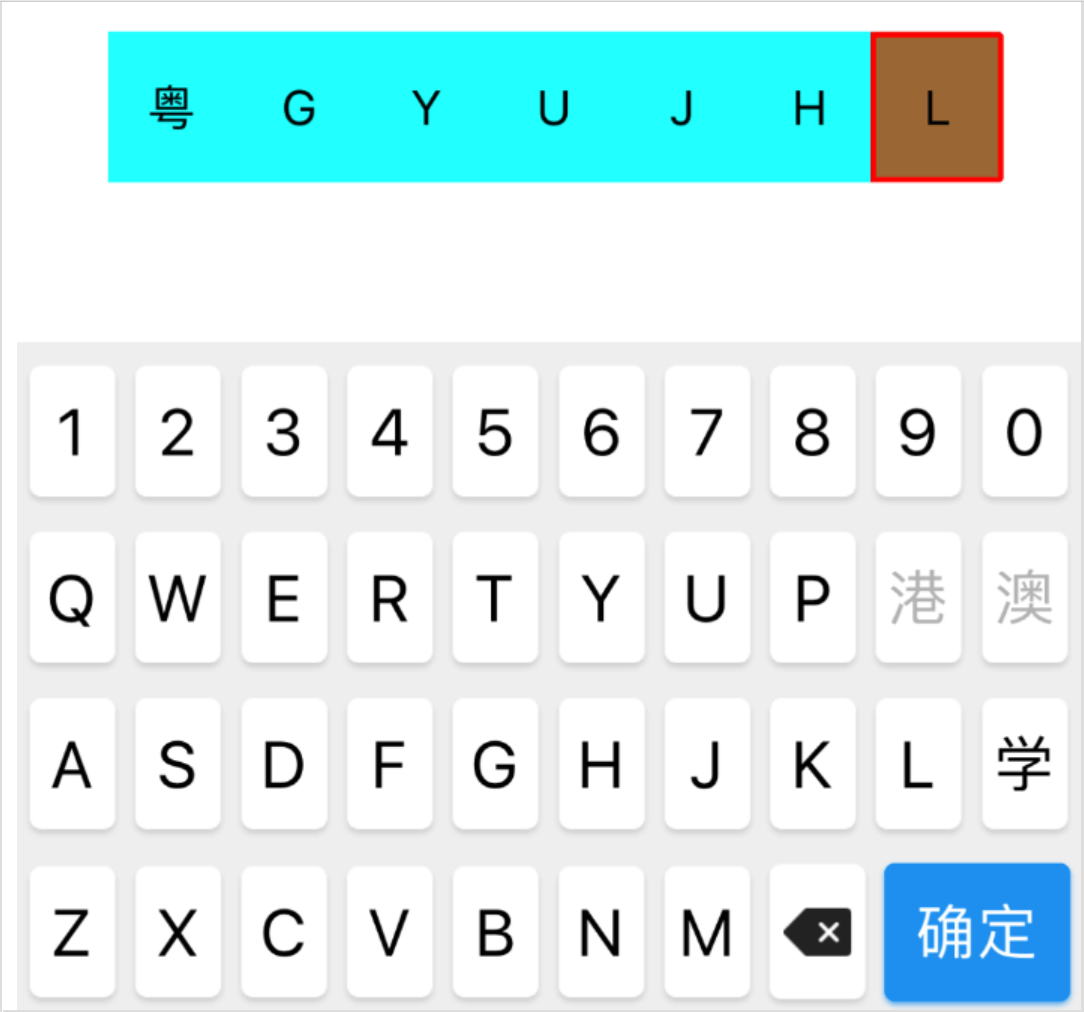 粤 G Y U J H L
1 2 3 4 5 6 7 8 9 0
Q W E R T Y U P 港 澳
A S D F G H J K L 学
Z X C V B N M 确定